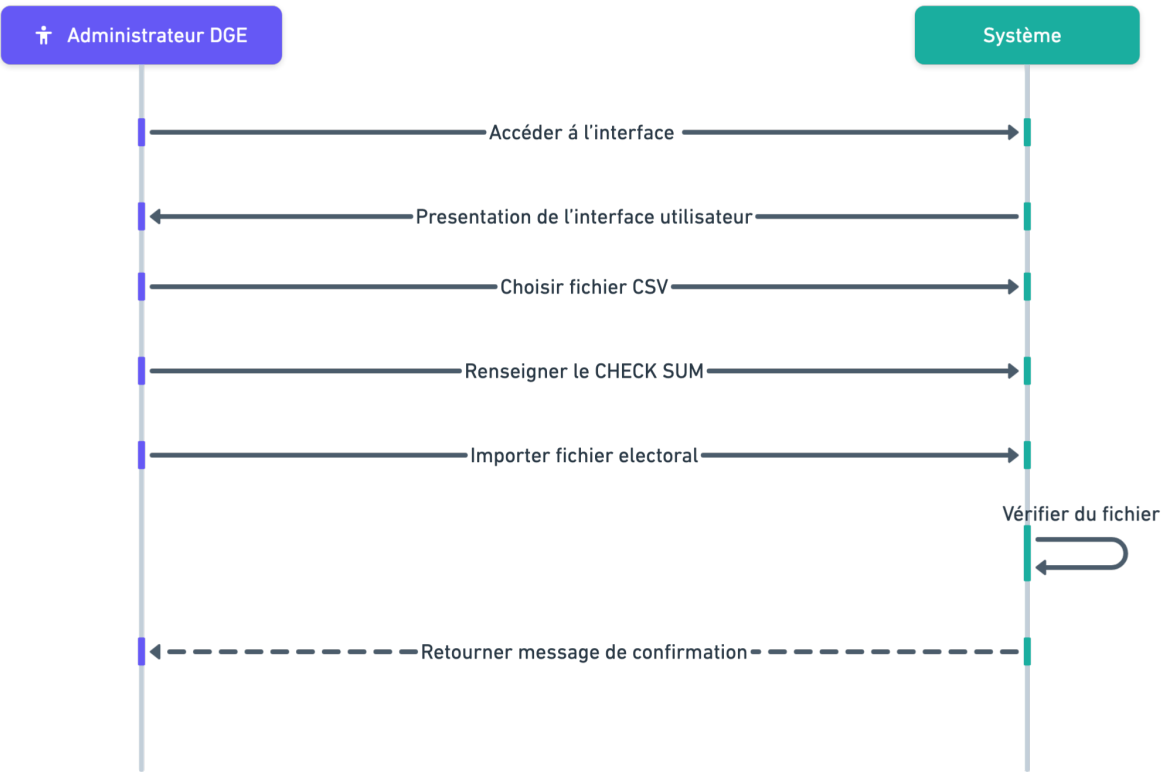 Administrateur DGE
Système
Accéder á l’interface
Presentation de l’interface utilisateur
Choisir fichier CSV
Renseigner le CHECK SUM
Importer fichier electoral
Vérifier du fichier
Retourner message de confirmation